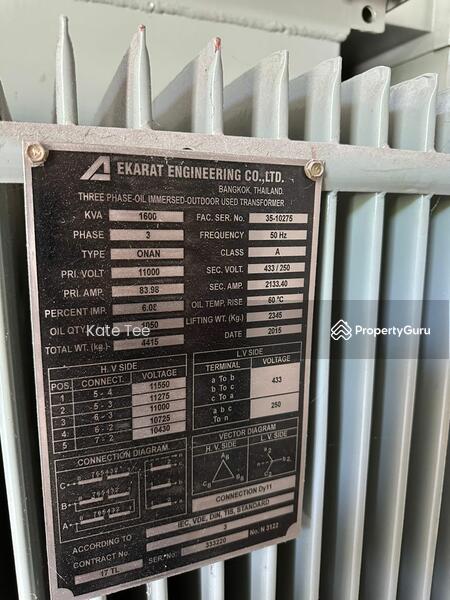 EKARAT ENGINEERING CO.,LTD.
BANGKOK, THAILAND.
THREE PHASE-OIL IMMERSED-OUTDOOR USED TRANSFORMER
KVA 1600 FAC. SER. No. 35-10275
PHASE 3 FREQUENCY 50 Hz
TYPE ONAN CLASS A
PRI. VOLT 11000 SEC. VOLT. 433 / 250
PRI. AMP. 83.98 SEC. AMP. 2133.40
PERCENT IMP. 6.08 OIL TEMP. RISE 60 °C
OIL QTY. 1050 LIFTING WT. (Kg.) 2345
TOTAL WT. (kg.) 4415 DATE 2015
Kate Tee
PropertyGuru
H. V SIDE
POS CONNECT. VOLTAGE
1 5 - 4 11550
2 5 - 3 11275
3 6 - 3 11000
4 6 - 2 10725
5 7 - 2 10430
L.V SIDE
TERMINAL VOLTAGE
a To b
b To c
c To a
433
a b c
To n
250
CONNECTION DIAGRAM
C
B
A
VECTOR DIAGRAM
H. V SIDE L. V SIDE
CONNECTION Dy11
ACCORDING TO IEC, VDE, DIN, TIS, STANDARD
CONTRACT No. 3
17 TL SER.No. 333220 No. N 3122